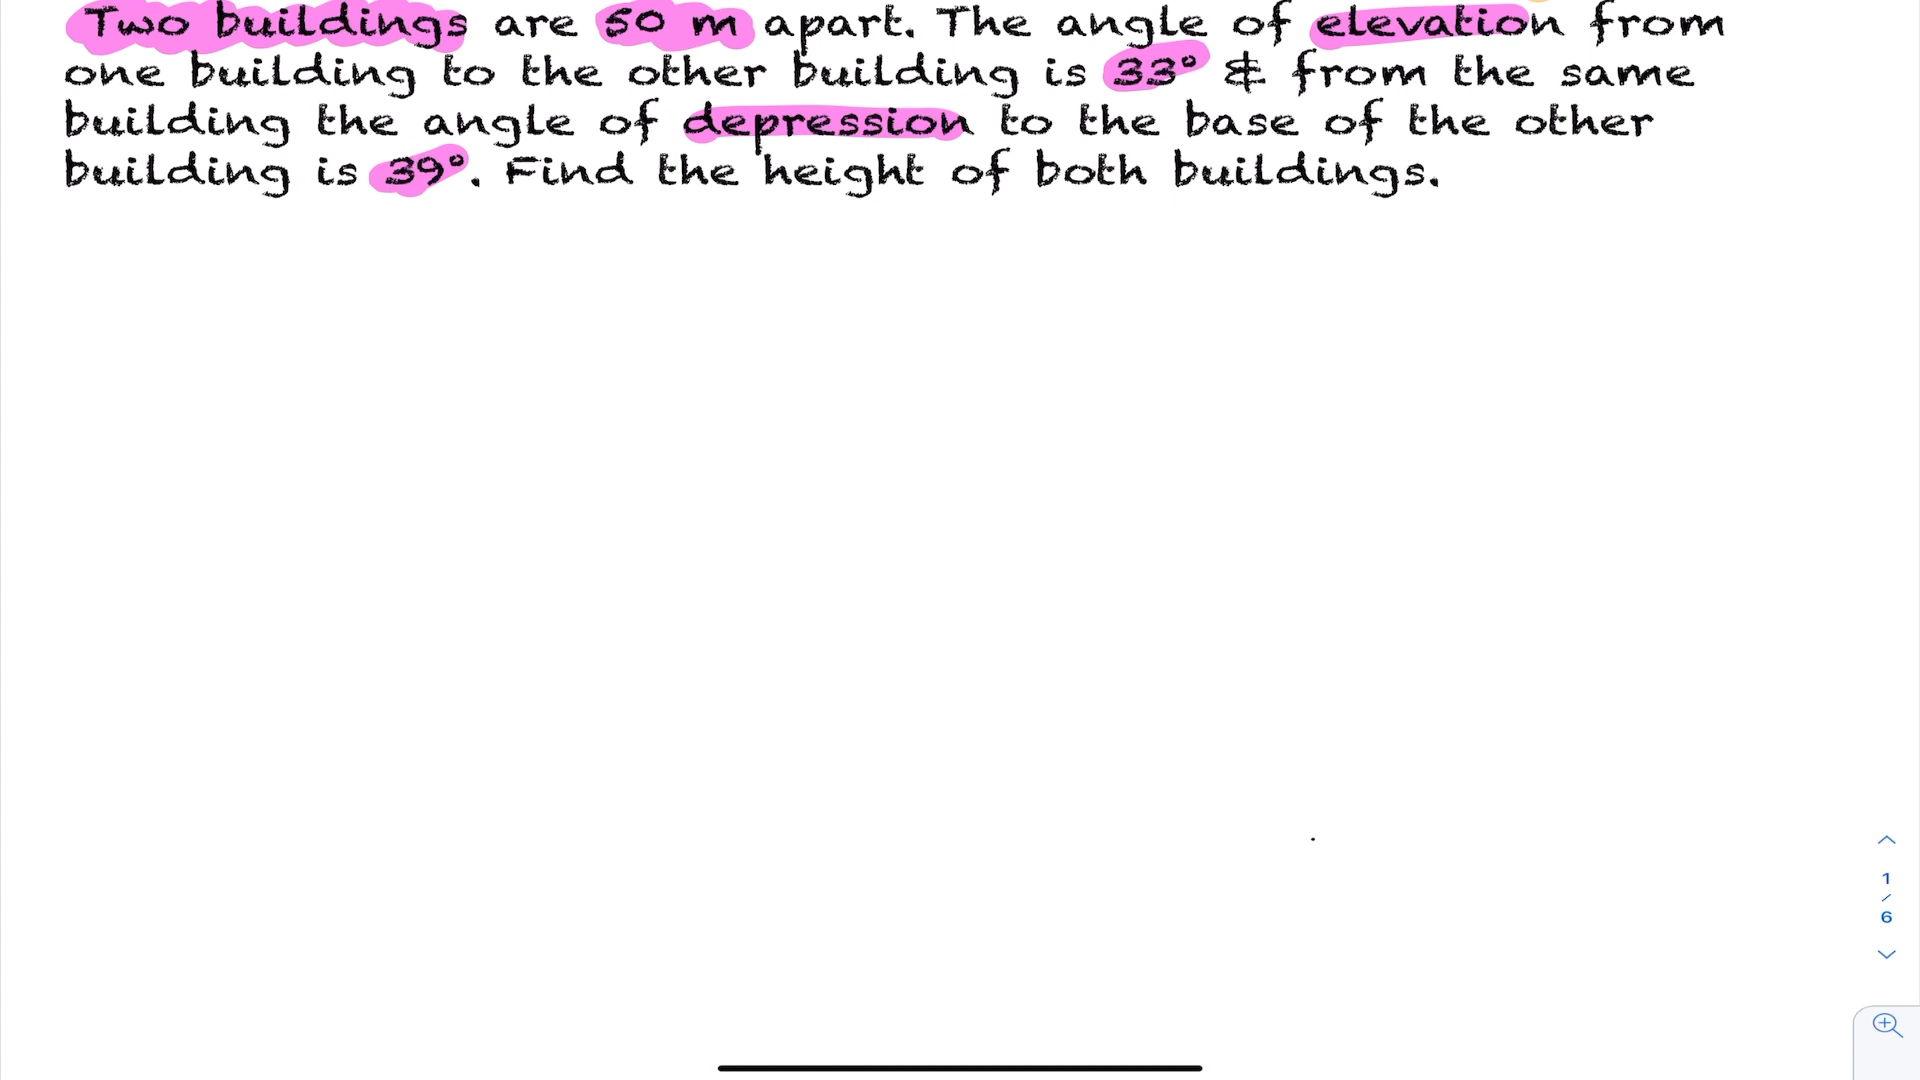 Two buildings are 50 m apart. The angle of elevation from
one building to the other building is 33° & from the same
building the angle of depression to the base of the other
building is 39°. Find the height of both buildings.
1
/
6